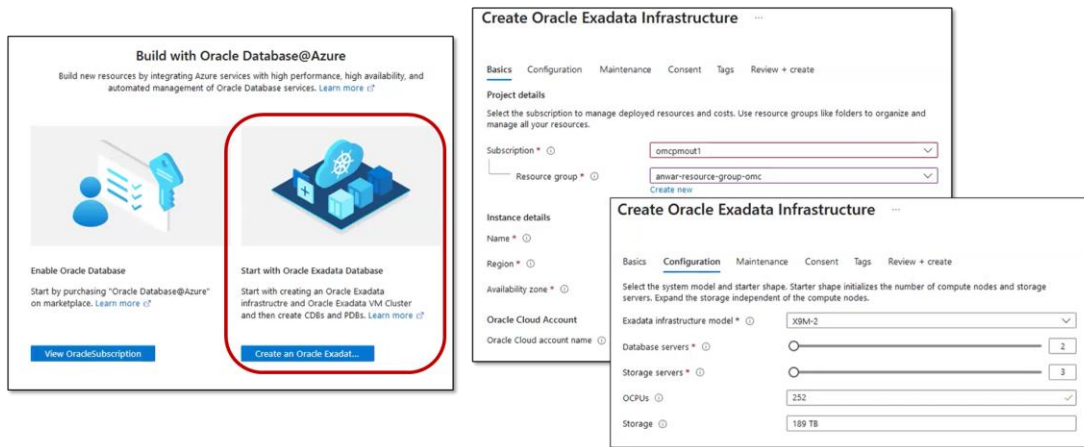 Build with Oracle Database@Azure
Build new resources by integrating Azure services with high performance, high availability, and
automated management of Oracle Database services. Learn more
Enable Oracle Database
Start by purchasing "Oracle Database@Azure"
on marketplace. Learn more
View OracleSubscription
Start with Oracle Exadata Database
Start with creating an Oracle Exadata
infrastructre and Oracle Exadata VM Cluster
and then create CDBs and PDBs. Learn more
Create an Oracle Exadat...
Create Oracle Exadata Infrastructure ...
Basics Configuration Maintenance Consent Tags Review + create
Project details
Select the subscription to manage deployed resources and costs. Use resource groups like folders to organize and
manage all your resources.
Subscription * omcpmout1
Resource group * anwar-resource-group-omc
Create new
Instance details
Name *
Region *
Availability zone *
Oracle Cloud Account
Oracle Cloud account name
Create Oracle Exadata Infrastructure ...
Basics Configuration Maintenance Consent Tags Review + create
Select the system model and starter shape. Starter shape initializes the number of compute nodes and storage
servers. Expand the storage independent of the compute nodes.
Exadata infrastructure model * X9M-2
Database servers * 2
Storage servers * 3
OCPUs 252
Storage 189 TB